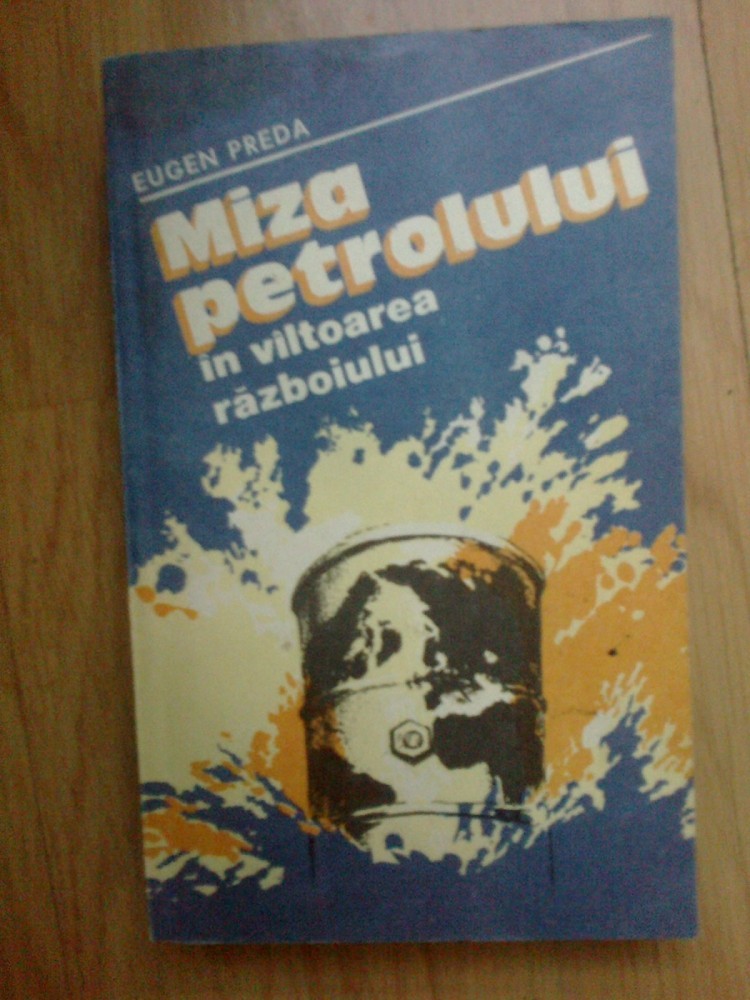 EUGEN PREDA
Miza
petrolului
în vîltoarea
războiului